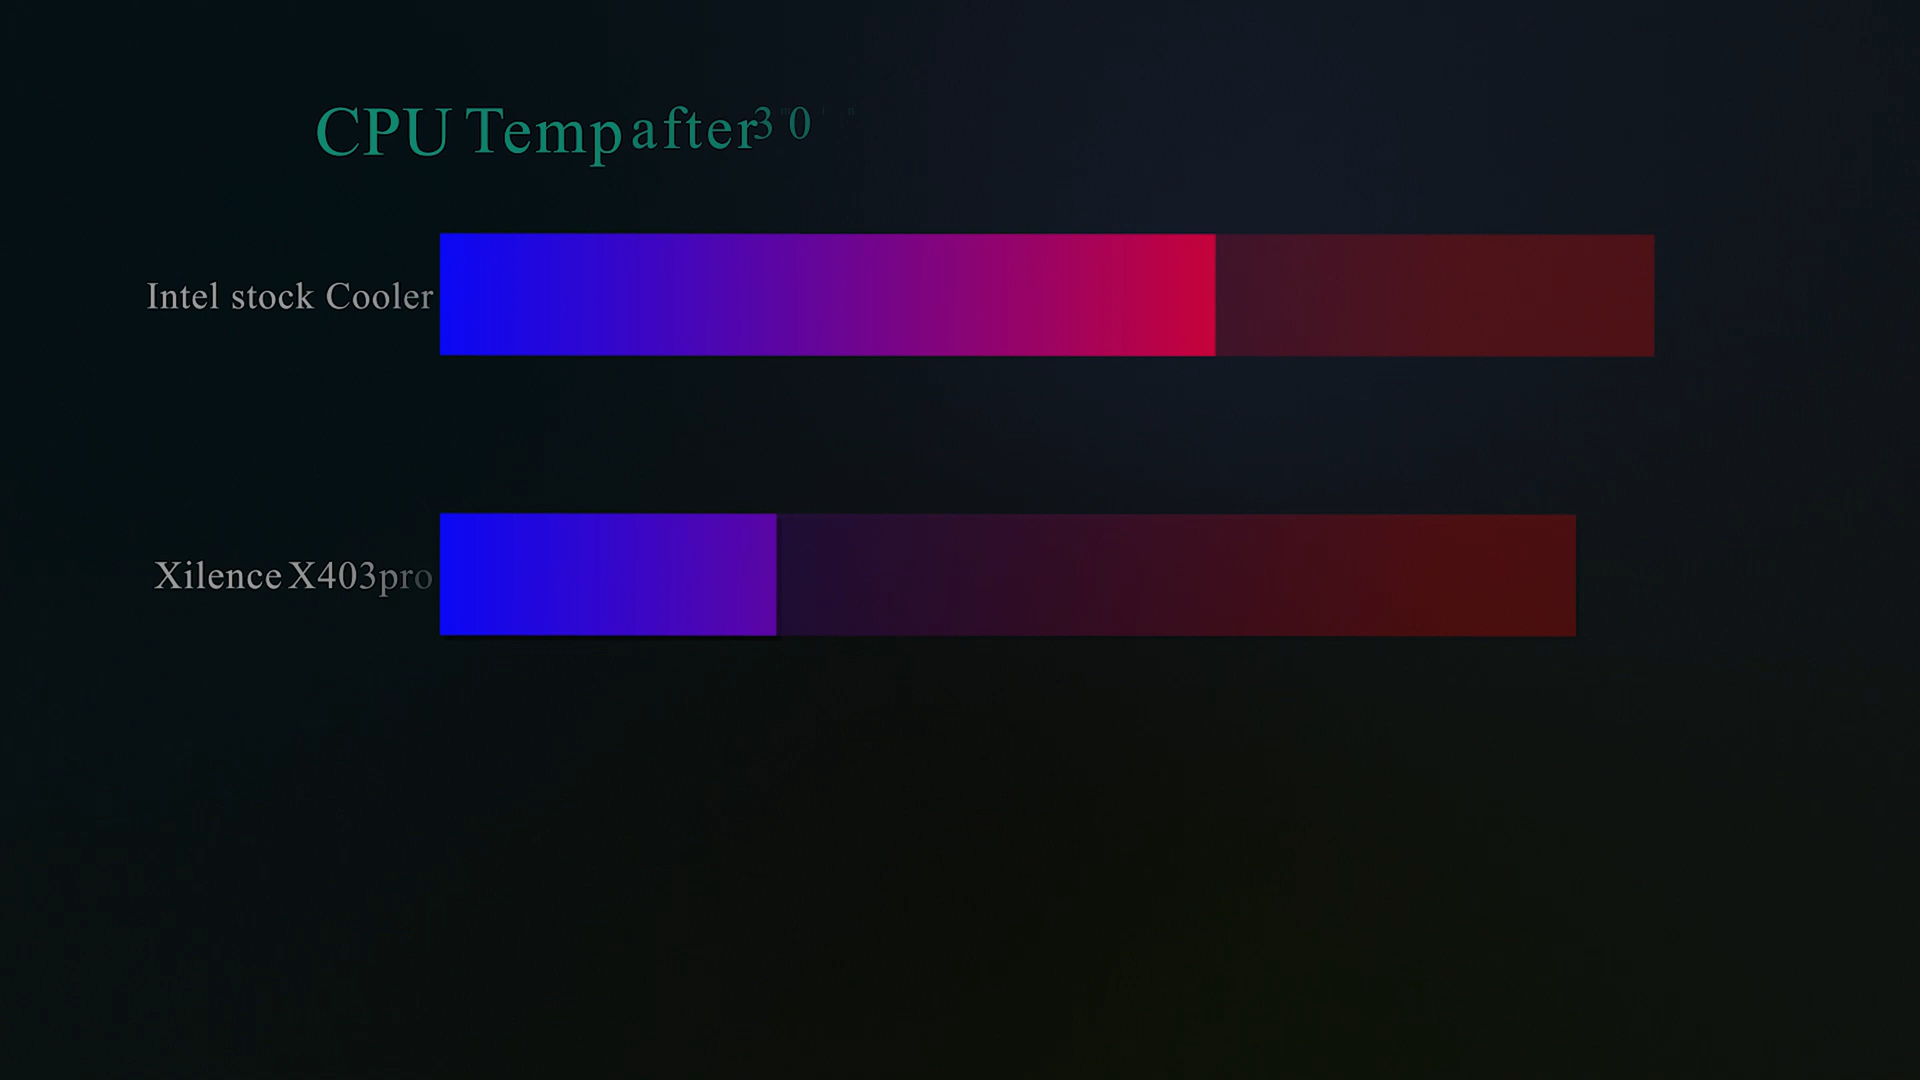 CPU Temp after 30
Intel stock Cooler
Xilence X403pro